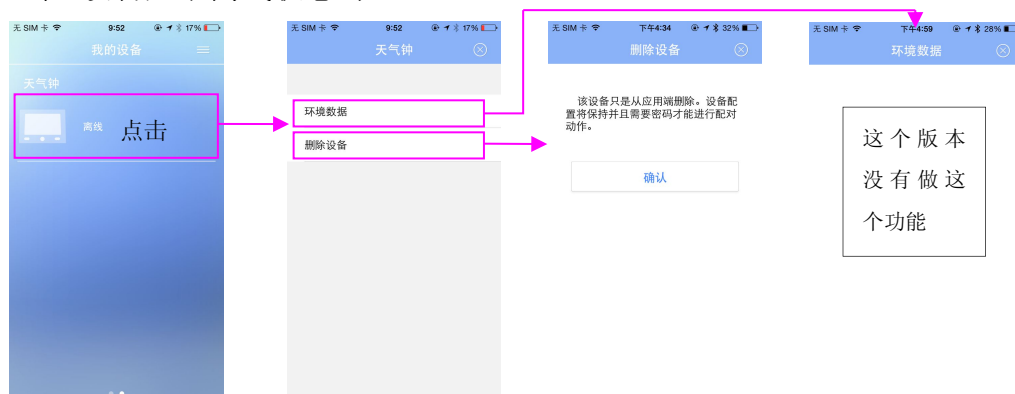 无 SIM 卡 9:52 17%
我的设备
天气钟
离线
点击
无 SIM 卡 9:52 17%
天气钟
环境数据
删除设备
无 SIM 卡 下午4:34 32%
删除设备
该设备只是从应用端删除。设备配
置将保持并且需要密码才能进行配对
动作。
确认
无 SIM 卡 下午4:59 28%
环境数据
这个版本
没有做这
个功能